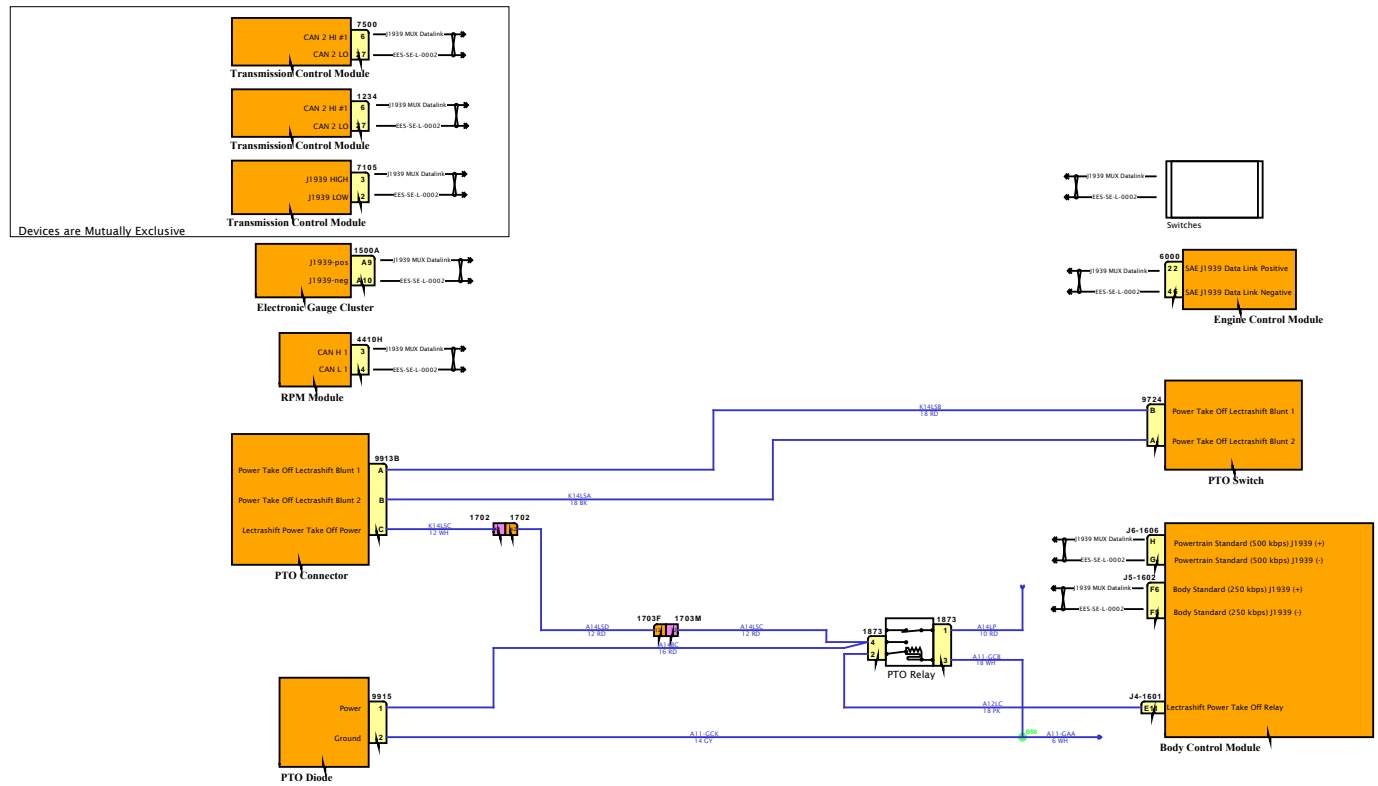 7500
CAN 2 HI #1
6
J1939 MUX Datalink
CAN 2 LO
EES-SE-L-0002
Transmission Control Module
1234
CAN 2 HI #1
6
J1939 MUX Datalink
CAN 2 LO
EES-SE-L-0002
Transmission Control Module
7105
J1939 HIGH
3
J1939 MUX Datalink
J1939 LOW
2
EES-SE-L-0002
Transmission Control Module
Devices are Mutually Exclusive
J1939 MUX Datalink
EES-SE-L-0002
Switches
1500A
J1939-pos
A9
J1939 MUX Datalink
J1939-neg
A10
EES-SE-L-0002
Electronic Gauge Cluster
6000
J1939 MUX Datalink
22
SAE J1939 Data Link Positive
EES-SE-L-0002
SAE J1939 Data Link Negative
Engine Control Module
4410H
CAN H 1
3
J1939 MUX Datalink
CAN L 1
4
EES-SE-L-0002
RPM Module
9724
K14LSB
18 RD
B
Power Take Off Lectrashift Blunt 1
A
Power Take Off Lectrashift Blunt 2
PTO Switch
9913B
Power Take Off Lectrashift Blunt 1
A
Power Take Off Lectrashift Blunt 2
B
K14LSA
18 BK
Lectrashift Power Take Off Power
C
K14LSC
12 WH
1702
1702
PTO Connector
J6-1606
J1939 MUX Datalink
H
Powertrain Standard (500 kbps) J1939 (+)
EES-SE-L-0002
G
Powertrain Standard (500 kbps) J1939 (-)
J5-1602
J1939 MUX Datalink
F6
Body Standard (250 kbps) J1939 (+)
EES-SE-L-0002
F5
Body Standard (250 kbps) J1939 (-)
A14LSD
12 RD
1703F
1703M
A14LSC
12 RD
1873
4
2
1873
1
3
A14LP
10 RD
16 RD
A11-GCB
18 WH
PTO Relay
9915
Power
1
A12LC
18 PK
J4-1601
Lectrashift Power Take Off Relay
Ground
2
A11-GCK
14 GY
A11-GAA
6 WH
PTO Diode
Body Control Module